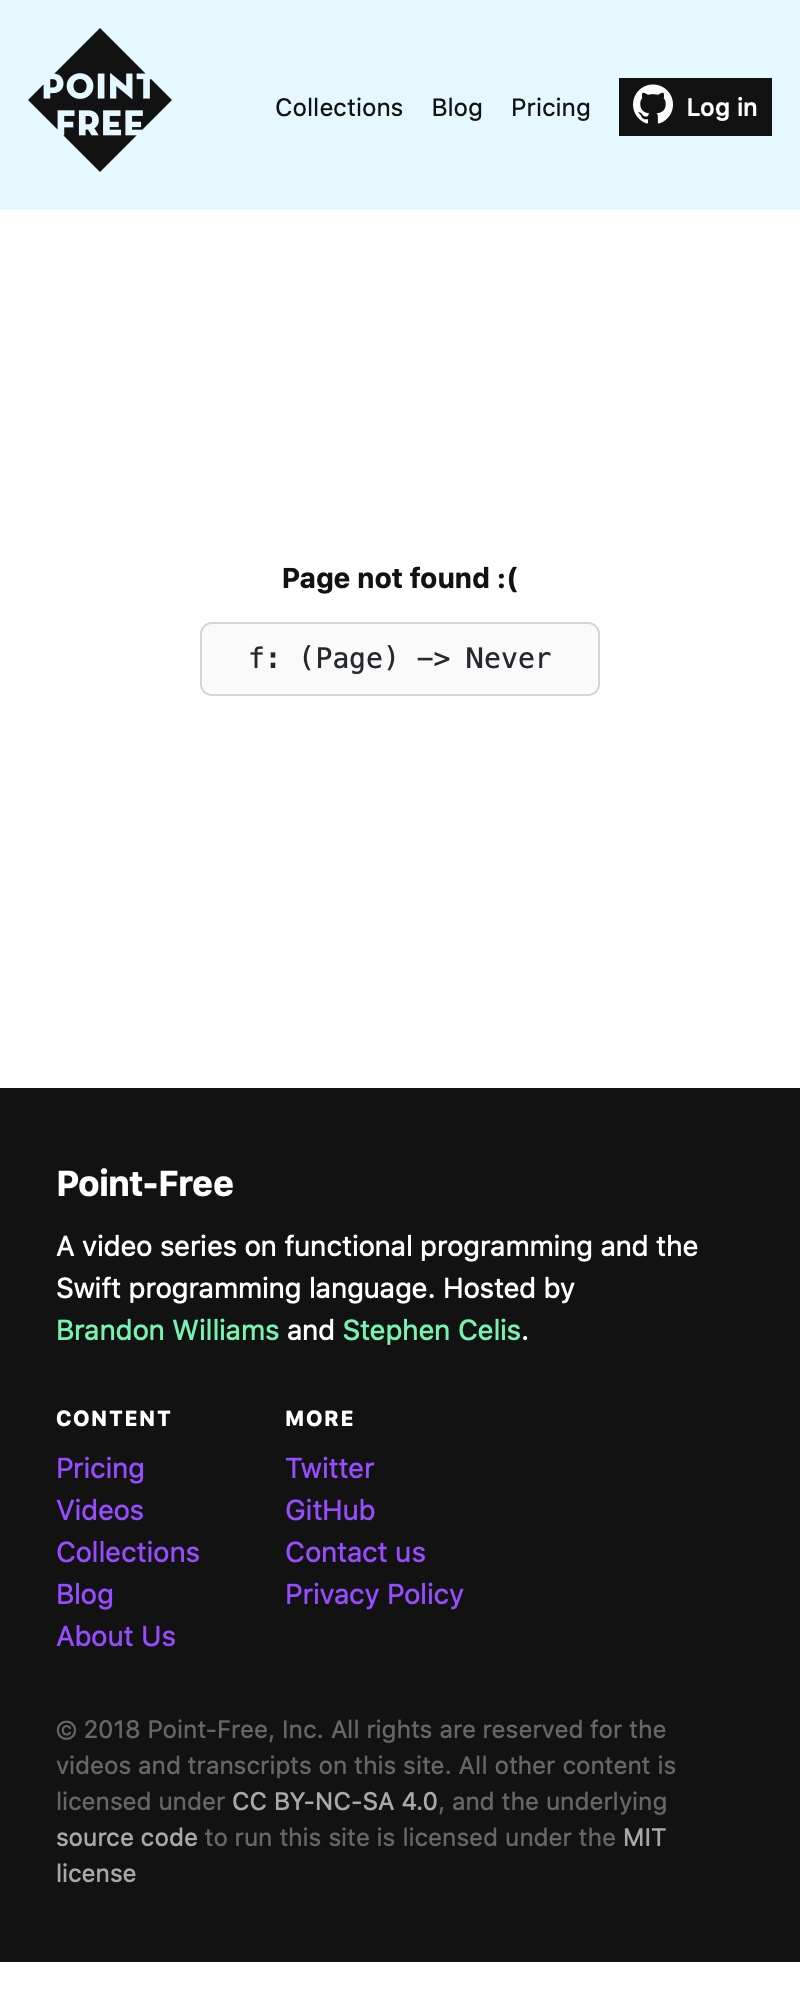 POINT
FREE
Collections Blog Pricing Log in
Page not found :(
f: (Page) -> Never
Point-Free
A video series on functional programming and the
Swift programming language. Hosted by
Brandon Williams and Stephen Celis.
CONTENT
Pricing
Videos
Collections
Blog
About Us
MORE
Twitter
GitHub
Contact us
Privacy Policy
© 2018 Point-Free, Inc. All rights are reserved for the
videos and transcripts on this site. All other content is
licensed under CC BY-NC-SA 4.0, and the underlying
source code to run this site is licensed under the MIT
license